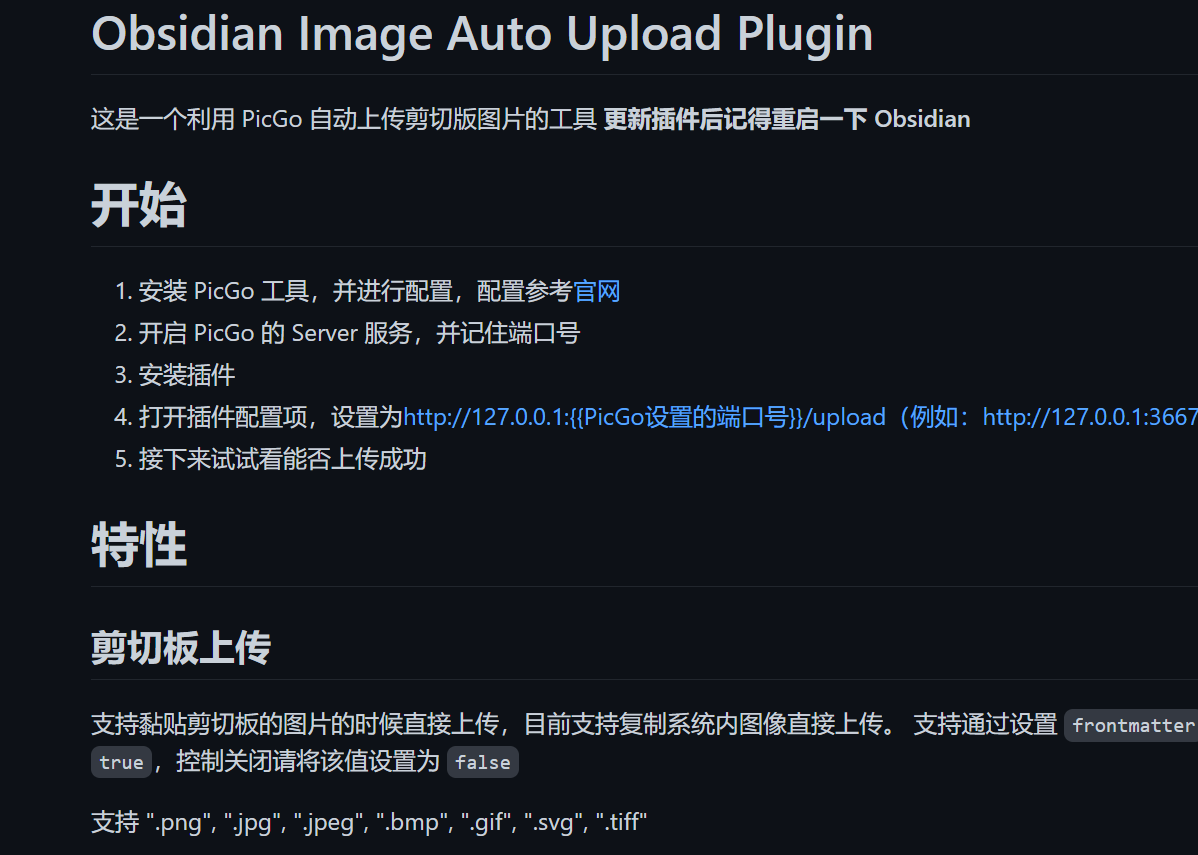 Obsidian Image Auto Upload Plugin
这是一个利用 PicGo 自动上传剪切版图片的工具 更新插件后记得重启一下 Obsidian
开始
1. 安装 PicGo 工具，并进行配置，配置参考官网
2. 开启 PicGo 的 Server 服务，并记住端口号
3. 安装插件
4. 打开插件配置项，设置为http://127.0.0.1:{{PicGo设置的端口号}}/upload（例如：http://127.0.0.1:3667
5. 接下来试试看能否上传成功
特性
剪切板上传
支持黏贴剪切板的图片的时候直接上传，目前支持复制系统内图像直接上传。 支持通过设置 frontmatter
true，控制关闭请将该值设置为 false
支持 ".png", ".jpg", ".jpeg", ".bmp", ".gif", ".svg", ".tiff"